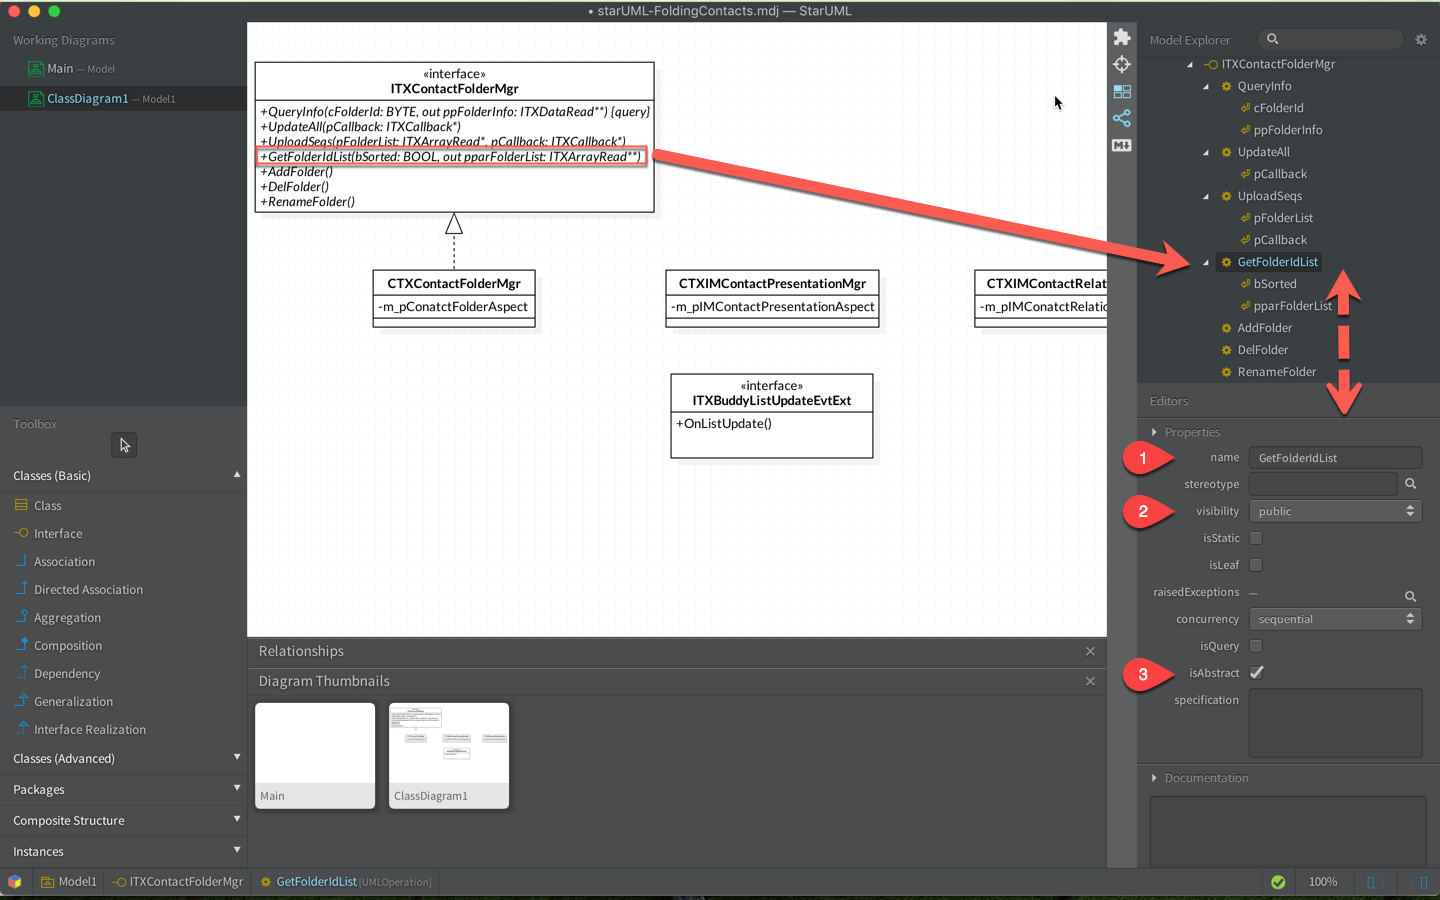 • starUML-FoldingContacts.mdj — StarUML
Working Diagrams
Main — Model
ClassDiagram1 — Model1
Toolbox
Classes (Basic)
Class
Interface
Association
Directed Association
Aggregation
Composition
Dependency
Generalization
Interface Realization
Classes (Advanced)
Packages
Composite Structure
Instances
«interface»
ITXContactFolderMgr
+QueryInfo(cFolderId: BYTE, out ppFolderInfo: ITXDataRead**) {query}
+UpdateAll(pCallback: ITXCallback*)
+UploadSeqs(pFolderList: ITXArrayRead*, pCallback: ITXCallback*)
+GetFolderIdList(bSorted: BOOL, out pparFolderList: ITXArrayRead**)
+AddFolder()
+DelFolder()
+RenameFolder()
CTXContactFolderMgr
-m_pConatctFolderAspect
CTXIMContactPresentationMgr
-m_pIMContactPresentationAspect
CTXIMContactRelat
-m_pIMConatctRelatic
«interface»
ITXBuddyListUpdateEvtExt
+OnListUpdate()
Relationships
Diagram Thumbnails
Main
ClassDiagram1
M
Model Explorer
ITXContactFolderMgr
QueryInfo
cFolderId
ppFolderInfo
UpdateAll
pCallback
UploadSeqs
pFolderList
pCallback
GetFolderIdList
bSorted
pparFolderList
AddFolder
DelFolder
RenameFolder
Editors
Properties
1 name GetFolderIdList
stereotype
2 visibility public
isStatic
isLeaf
raisedExceptions —
concurrency sequential
isQuery
3 isAbstract
specification
Documentation
Model1 ITXContactFolderMgr GetFolderIdList [UMLOperation] 100%